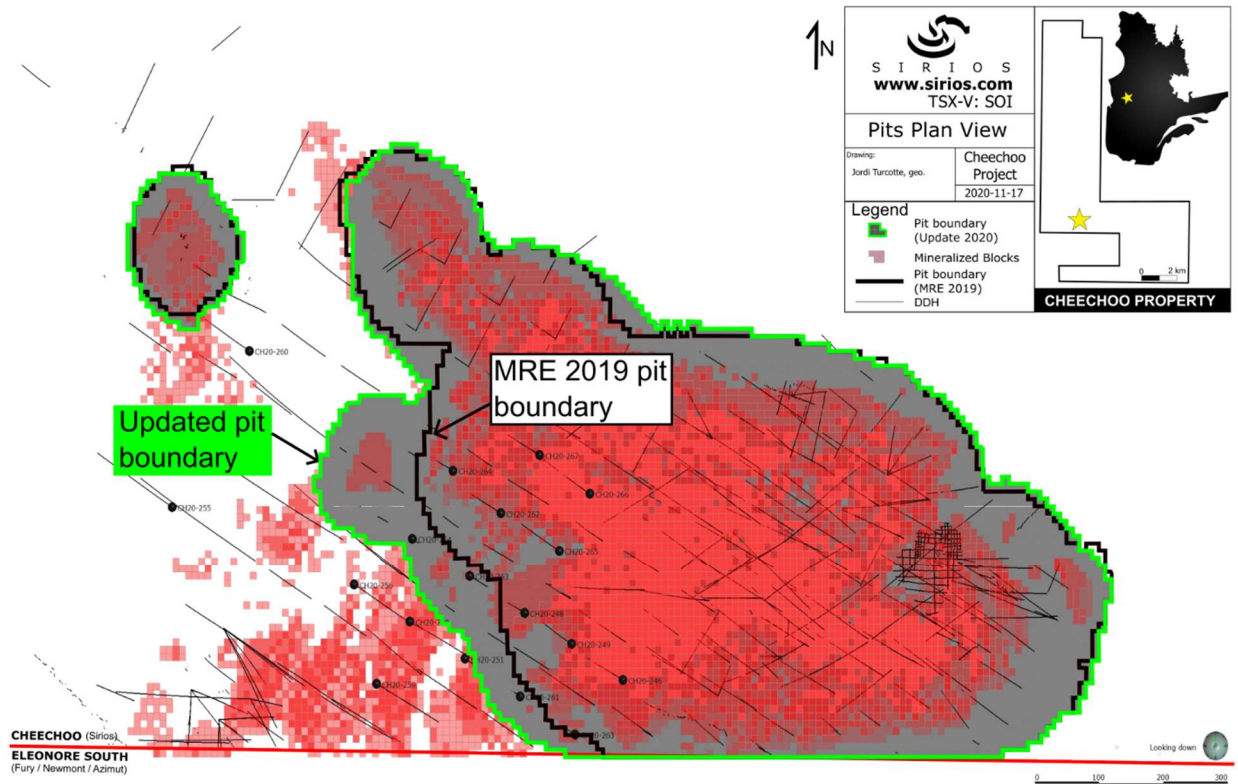 N
S I R I O S
www.sirios.com
TSX-V: SOI
Pits Plan View
Drawing:
Jordi Turcotte, geo.
Cheechoo
Project
2020-11-17
Legend
Pit boundary
(Update 2020)
Mineralized Blocks
Pit boundary
(MRE 2019)
DDH
0 2 km
CHEECHOO PROPERTY
CH20-260
MRE 2019 pit
boundary
Updated pit
boundary
CH20-267
CH20-266
CH20-255
CH20-262
CH20-265
CH20-256
CH20-248
CH20-249
CH20-251
CH20-246
CH20-261
CH20-263
CHEECHOO (Sirios)
ELEONORE SOUTH
(Fury / Newmont / Azimut)
Looking down
0 100 200 300